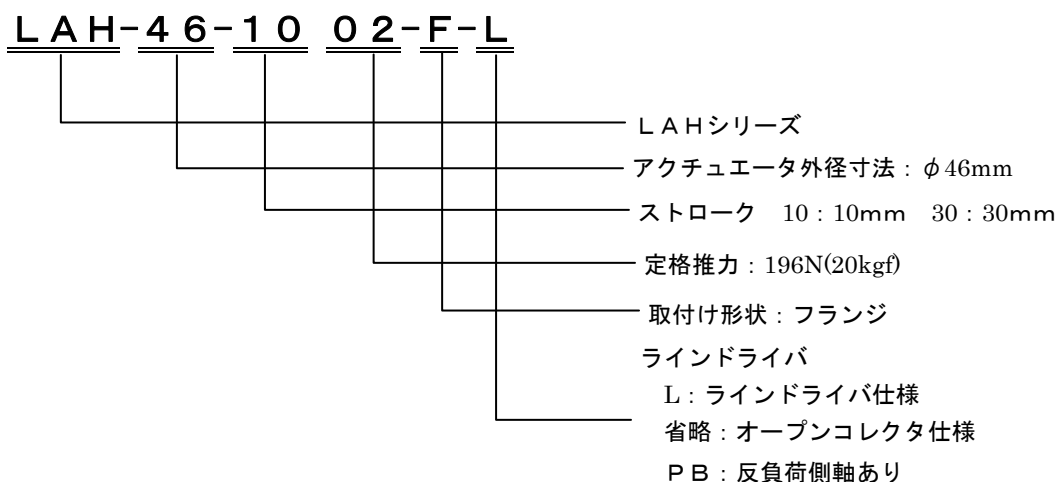 ＬＡＨ-４６-１０ ０２-Ｆ-Ｌ
ＬＡＨシリーズ
アクチュエータ外径寸法：φ46mm
ストローク　10：10mm　30：30mm
定格推力：196N(20kgf)
取付け形状：フランジ
ラインドライバ
L：ラインドライバ仕様
省略：オープンコレクタ仕様
ＰＢ：反負荷側軸あり